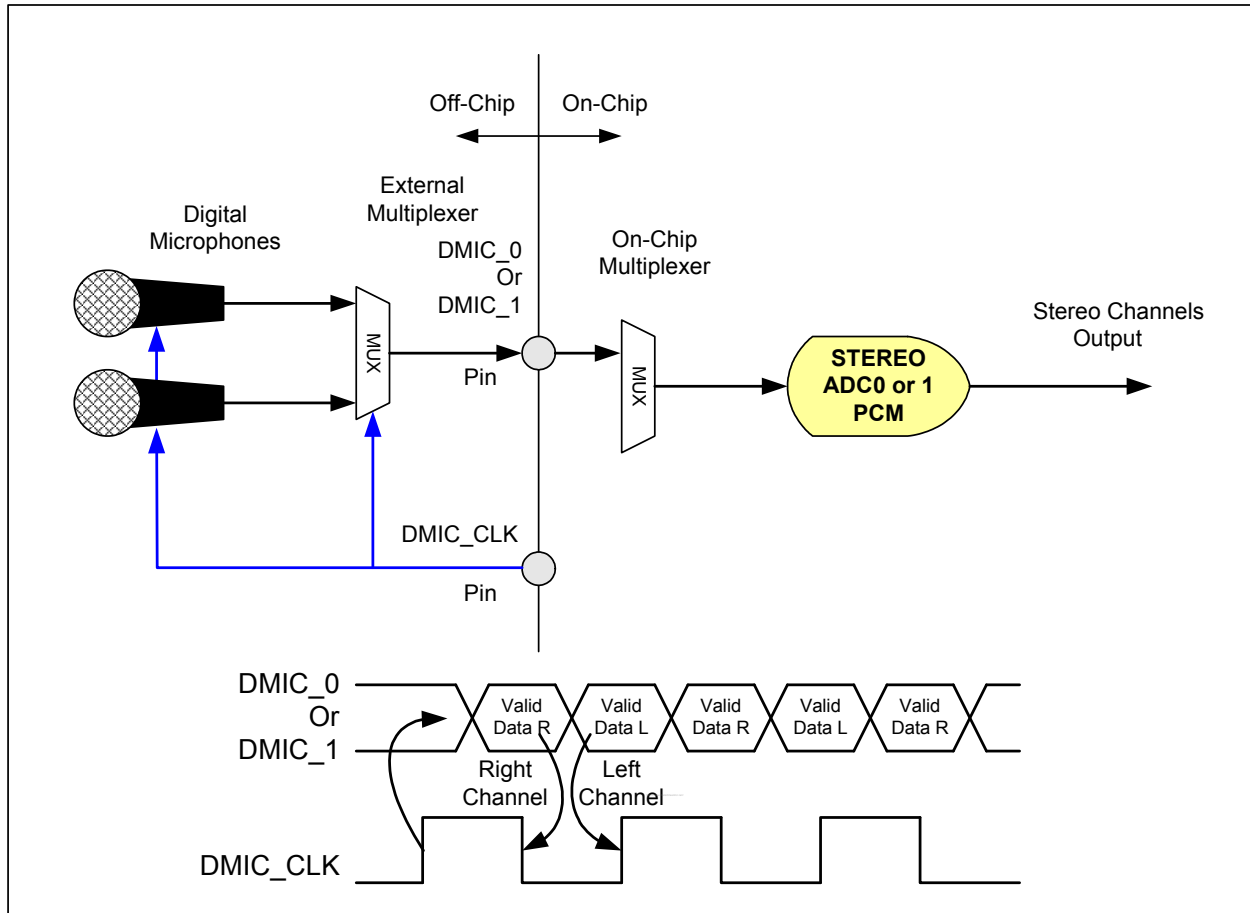 Off-Chip
On-Chip
External
Multiplexer
Digital
Microphones
DMIC_0
Or
DMIC_1
On-Chip
Multiplexer
Stereo Channels
Output
MUX
Pin
MUX
STEREO
ADC0 or 1
PCM
DMIC_CLK
Pin
DMIC_0
Or
DMIC_1
Valid
Data R
Valid
Data L
Valid
Data R
Valid
Data L
Valid
Data R
Right
Channel
Left
Channel
DMIC_CLK